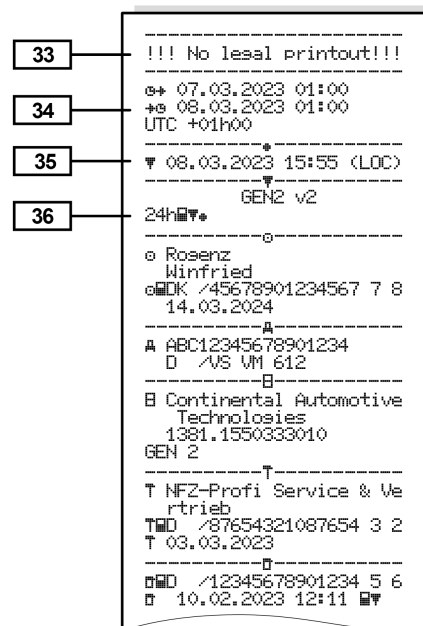 33
!!! No legal printout!!!
34
07.03.2023 01:00
08.03.2023 01:00
UTC +01h00
35
▼ 08.03.2023 15:55 (LOC)
GEN2 v2
36
24h
Rogenz
Winfried
DK /45678901234567 7 8
14.03.2024
A ABC12345678901234
D /VS VM 612
B Continental Automotive
Technologies
1381.1550333010
GEN 2
T NFZ-Profi Service & Ve
rtrieb
T D /87654321087654 3 2
T 03.03.2023
D /12345678901234 5 6
10.02.2023 12:11